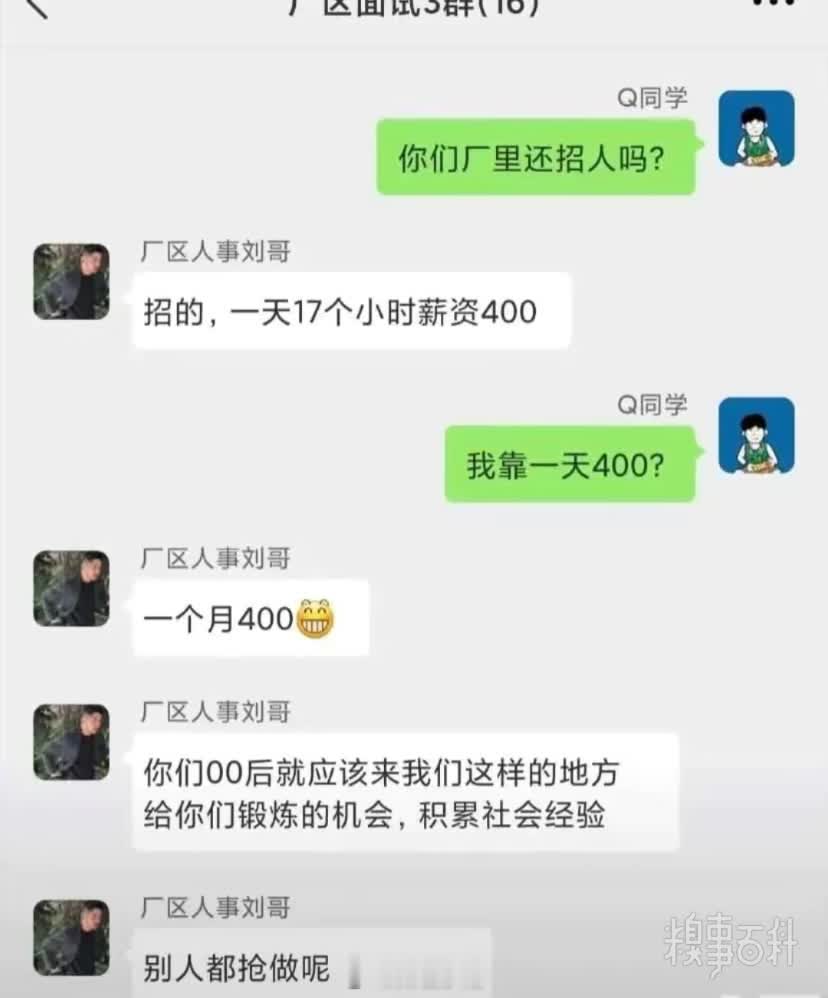 厂区面试3群(16)
Q同学
你们厂里还招人吗?
厂区人事刘哥
招的，一天17个小时薪资400
Q同学
我靠一天400?
厂区人事刘哥
一个月400😁
厂区人事刘哥
你们00后就应该来我们这样的地方
给你们锻炼的机会，积累社会经验
厂区人事刘哥
别人都抢做呢
糗事百科